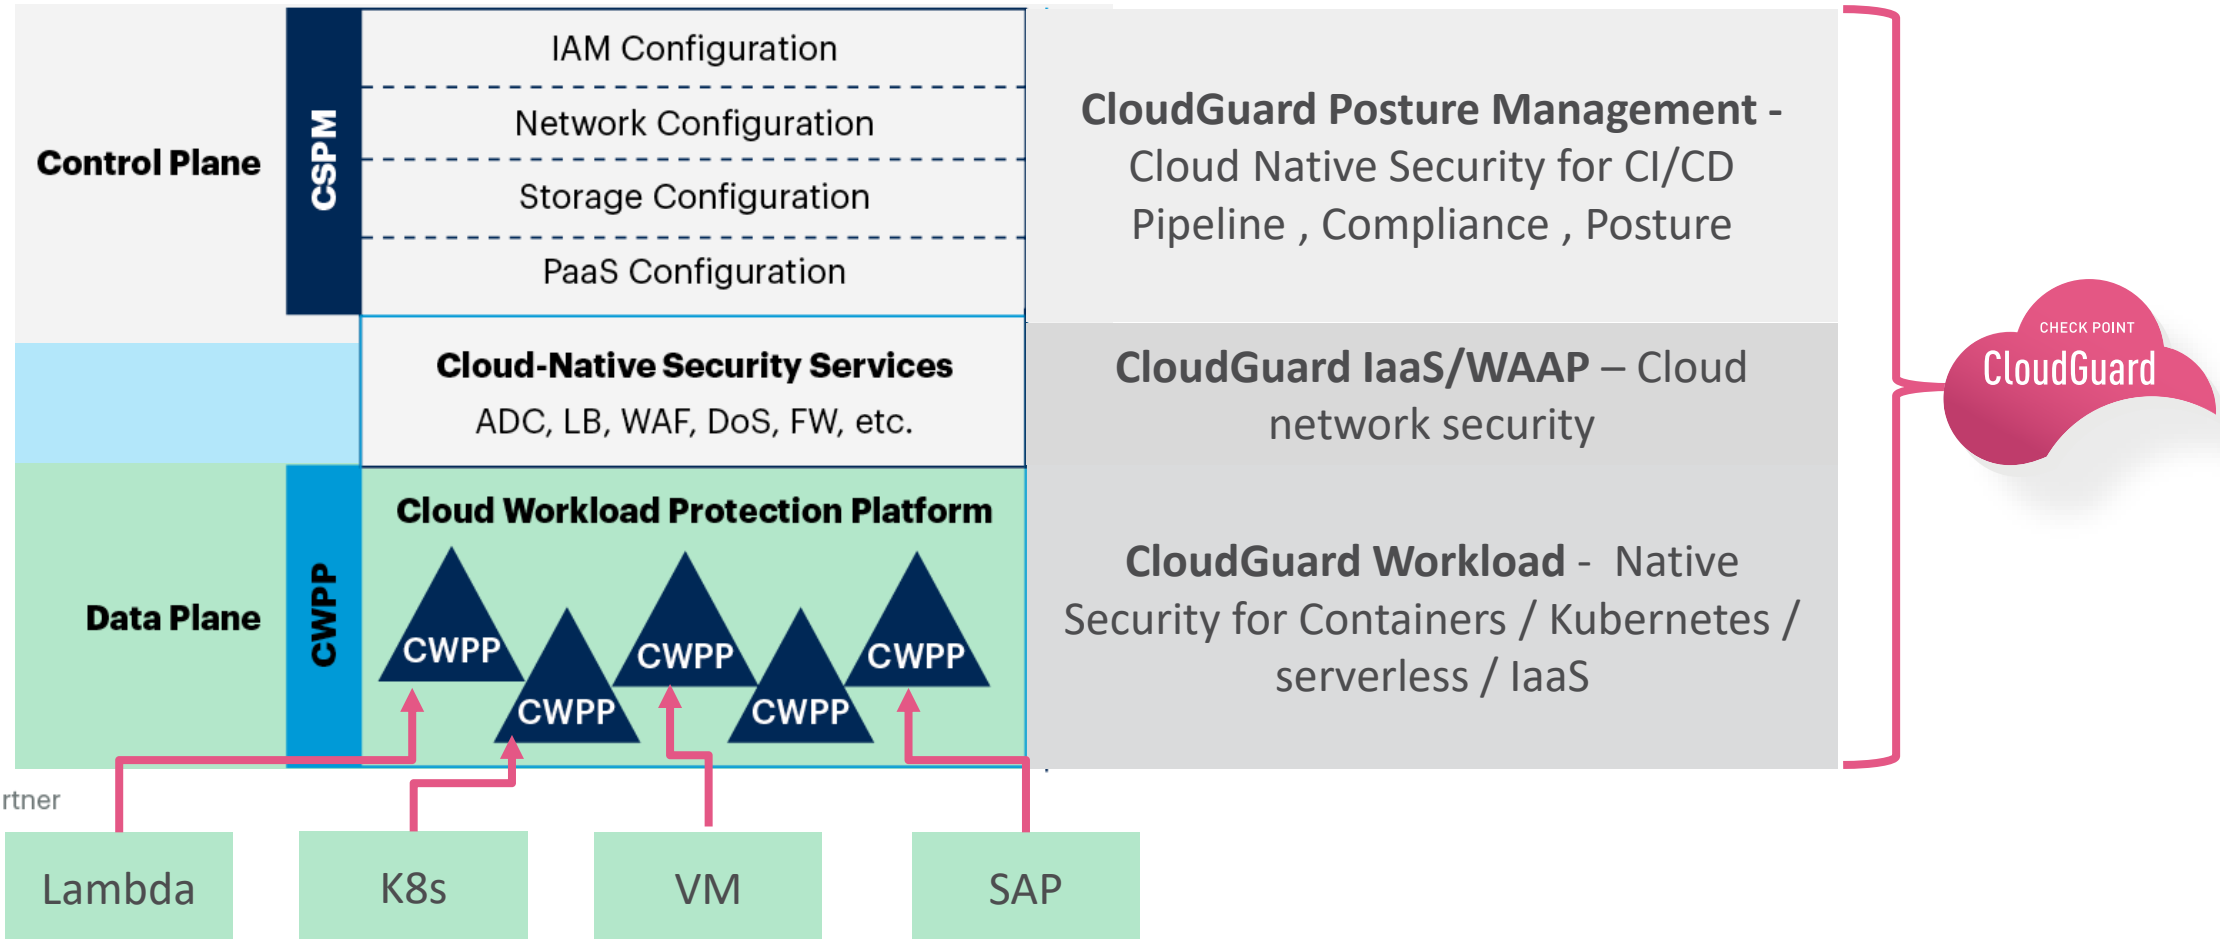 Control Plane
CSPM
IAM Configuration
Network Configuration
Storage Configuration
PaaS Configuration
CloudGuard Posture Management -
Cloud Native Security for CI/CD
Pipeline , Compliance , Posture
Cloud-Native Security Services
ADC, LB, WAF, DoS, FW, etc.
CloudGuard IaaS/WAAP – Cloud
network security
CHECK POINT
CloudGuard
Data Plane
CWPP
Cloud Workload Protection Platform
CWPP
CWPP
CWPP
CWPP
CWPP
CloudGuard Workload - Native
Security for Containers / Kubernetes /
serverless / IaaS
rtner
Lambda
K8s
VM
SAP